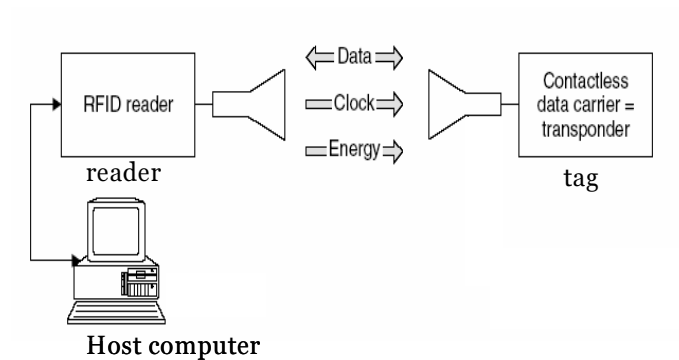 Data
RFID reader
Clock
Energy
Contactless
data carrier =
transponder
reader
tag
Host computer